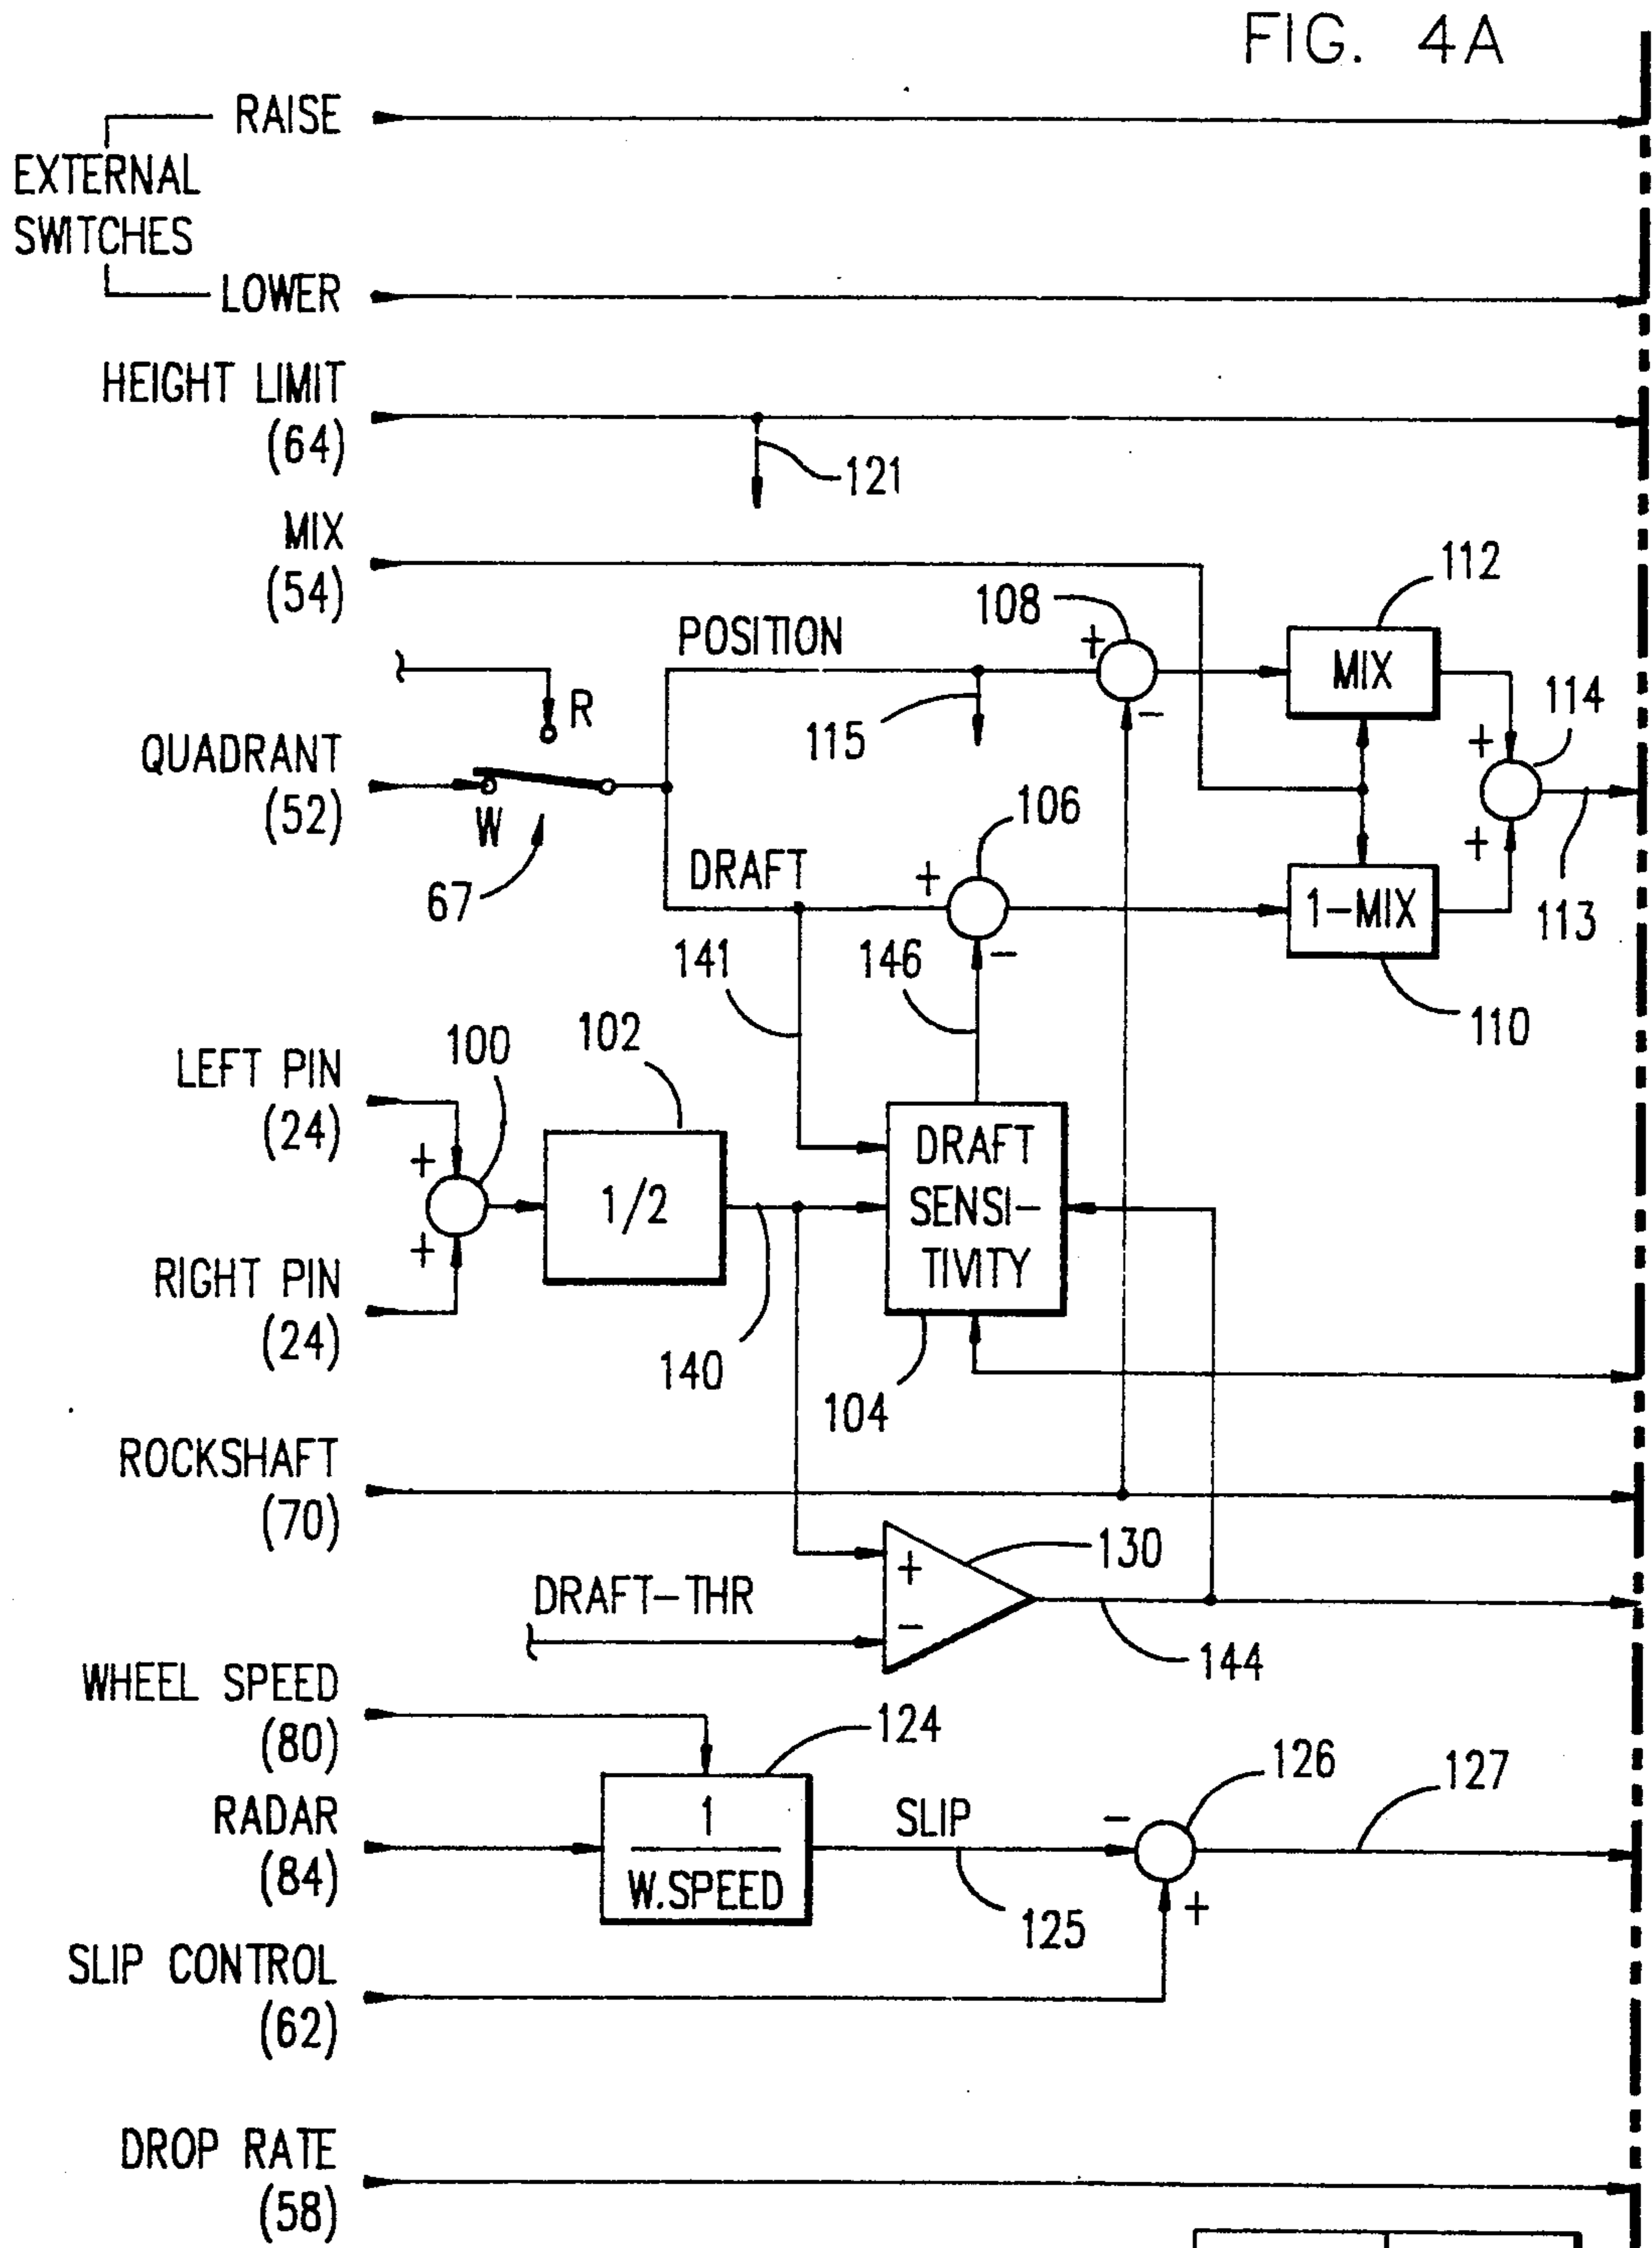 FIG. 4A
RAISE
EXTERNAL
SWITCHES
LOWER
HEIGHT LIMIT
(64)
121
MIX
(54)
108
112
POSITION
+
MIX
R
115
-
114
+
QUADRANT
(52)
W
106
+
113
67
DRAFT
+
1-MIX
141
146
-
110
LEFT PIN
(24)
100
102
+
DRAFT
SENSI-
TIVITY
1/2
+
RIGHT PIN
(24)
140
104
ROCKSHAFT
(70)
130
+
DRAFT-THR
-
144
WHEEL SPEED
(80)
124
126
127
RADAR
(84)
1
W.SPEED
SLIP
-
125
+
SLIP CONTROL
(62)
DROP RATE
(58)